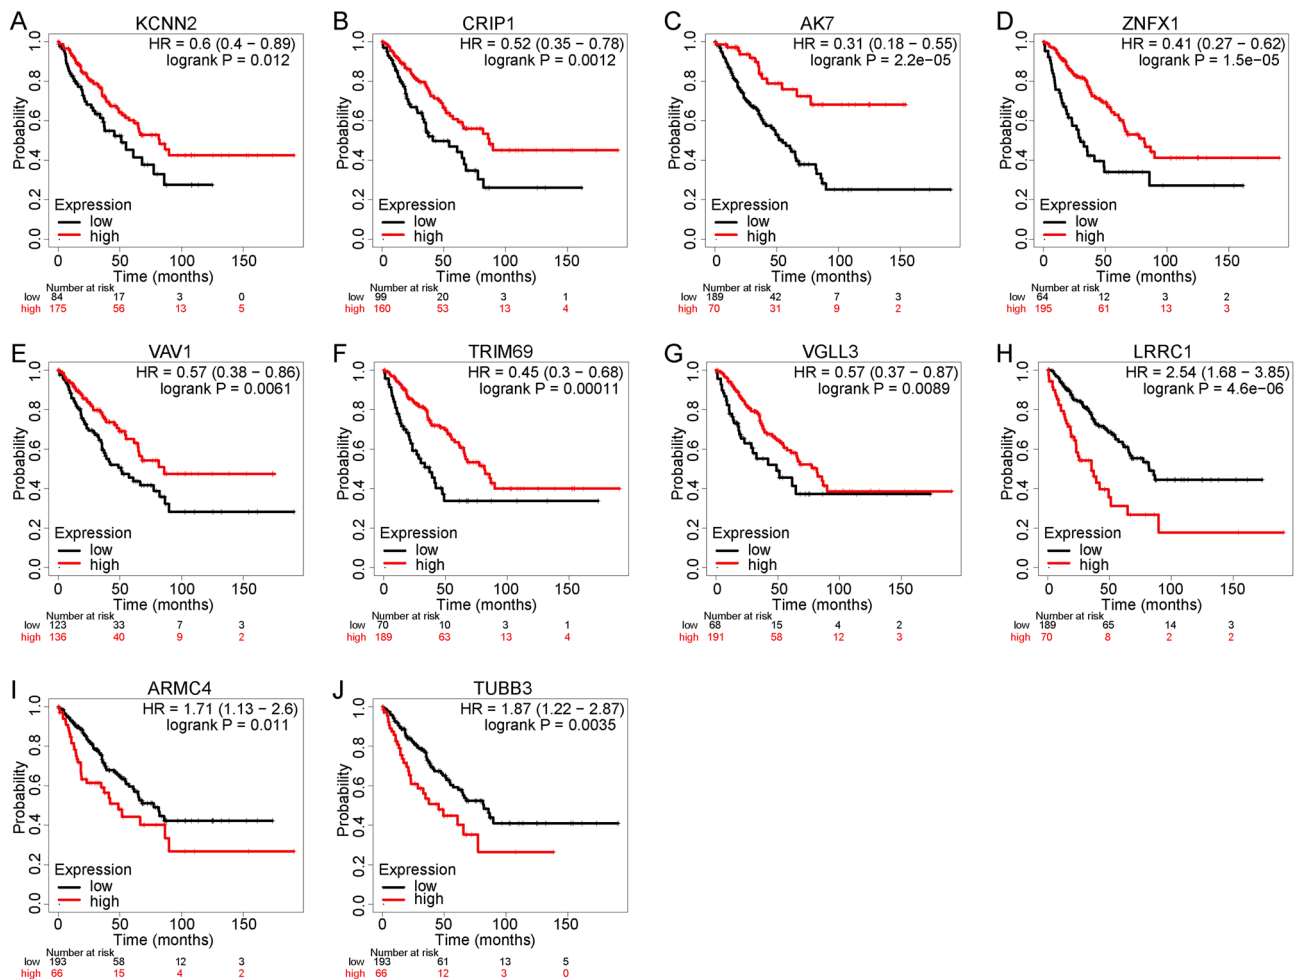 A
KCNN2
HR = 0.6 (0.4 − 0.89)
logrank P = 0.012
Probability
0.0 0.2 0.4 0.6 0.8 1.0
Expression
low
high
0 50 100 150
Time (months)
Number at risk
low 84 17 3 0
high 175 56 13 5
B
CRIP1
HR = 0.52 (0.35 − 0.78)
logrank P = 0.0012
Probability
0.0 0.2 0.4 0.6 0.8 1.0
Expression
low
high
0 50 100 150
Time (months)
Number at risk
low 99 20 3 1
high 160 53 13 4
C
AK7
HR = 0.31 (0.18 − 0.55)
logrank P = 2.2e−05
Probability
0.0 0.2 0.4 0.6 0.8 1.0
Expression
low
high
0 50 100 150
Time (months)
Number at risk
low 189 42 7 3
high 70 31 9 2
D
ZNFX1
HR = 0.41 (0.27 − 0.62)
logrank P = 1.5e−05
Probability
0.0 0.2 0.4 0.6 0.8 1.0
Expression
low
high
0 50 100 150
Time (months)
Number at risk
low 64 12 3 2
high 195 61 13 3
E
VAV1
HR = 0.57 (0.38 − 0.86)
logrank P = 0.0061
Probability
0.0 0.2 0.4 0.6 0.8 1.0
Expression
low
high
0 50 100 150
Time (months)
Number at risk
low 123 33 7 3
high 136 40 9 2
F
TRIM69
HR = 0.45 (0.3 − 0.68)
logrank P = 0.00011
Probability
0.0 0.2 0.4 0.6 0.8 1.0
Expression
low
high
0 50 100 150
Time (months)
Number at risk
low 70 10 3 1
high 189 63 13 4
G
VGLL3
HR = 0.57 (0.37 − 0.87)
logrank P = 0.0089
Probability
0.0 0.2 0.4 0.6 0.8 1.0
Expression
low
high
0 50 100 150
Time (months)
Number at risk
low 68 15 4 2
high 191 58 12 3
H
LRRC1
HR = 2.54 (1.68 − 3.85)
logrank P = 4.6e−06
Probability
0.0 0.2 0.4 0.6 0.8 1.0
Expression
low
high
0 50 100 150
Time (months)
Number at risk
low 189 65 14 3
high 70 8 2 2
I
ARMC4
HR = 1.71 (1.13 − 2.6)
logrank P = 0.011
Probability
0.0 0.2 0.4 0.6 0.8 1.0
Expression
low
high
0 50 100 150
Time (months)
Number at risk
low 193 58 12 3
high 66 15 4 2
J
TUBB3
HR = 1.87 (1.22 − 2.87)
logrank P = 0.0035
Probability
0.0 0.2 0.4 0.6 0.8 1.0
Expression
low
high
0 50 100 150
Time (months)
Number at risk
low 193 61 13 5
high 66 12 3 0